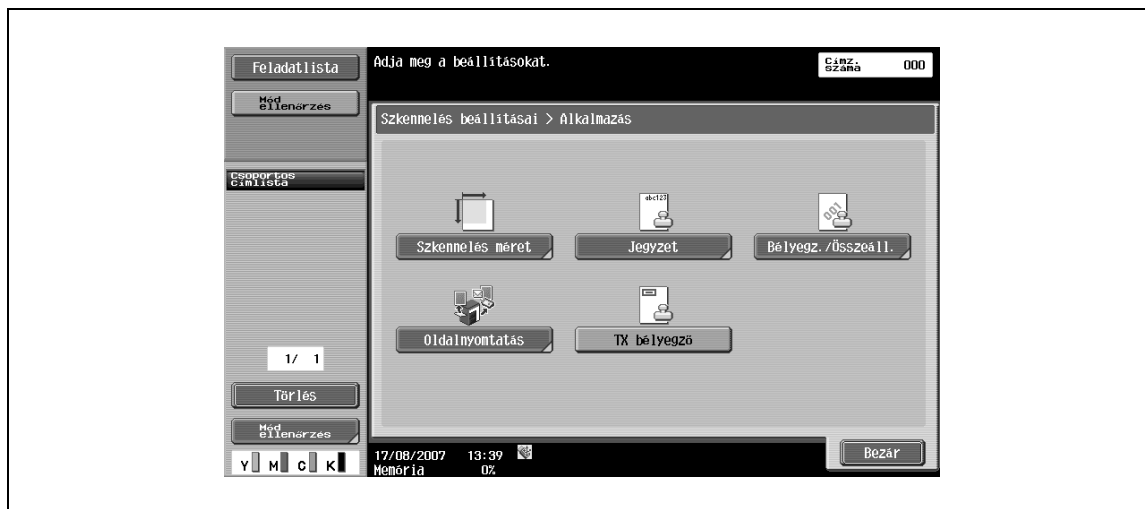 Feladatlista
Adja meg a beállításokat.
Címz.
száma
000
Mód
ellenőrzés
Szkennelés beállításai > Alkalmazás
Csoportos
címlista
abc123
001
Szkennelés méret
Jegyzet
Bélyegz./Összeáll.
Oldalnyomtatás
TX bélyegző
1/ 1
Törlés
Mód
ellenőrzés
Bezár
17/08/2007 13:39
Memória 0%
Y M C K